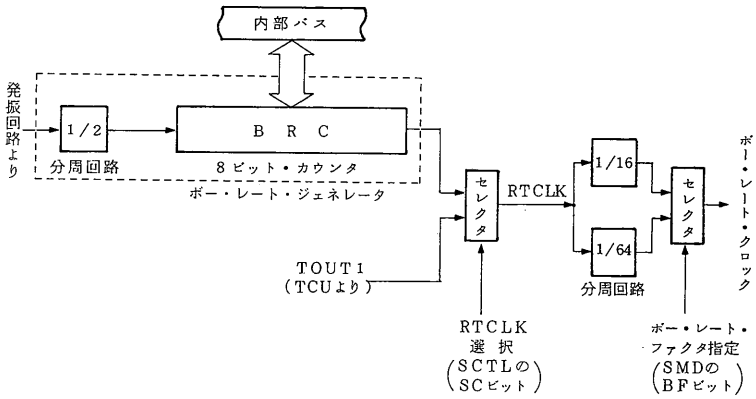 内部バス
発振回路より
1/2
分周回路
BRC
8ビット・カウンタ
ボー・レート・ジェネレータ
セレクタ
RTCLK
1/16
1/64
分周回路
セレクタ
ボー・レート・クロック
TOUT1
(TCUより)
RTCLK
選択
(SCTLの
SCビット)
ボー・レート・
ファクタ指定
(SMDの
BFビット)